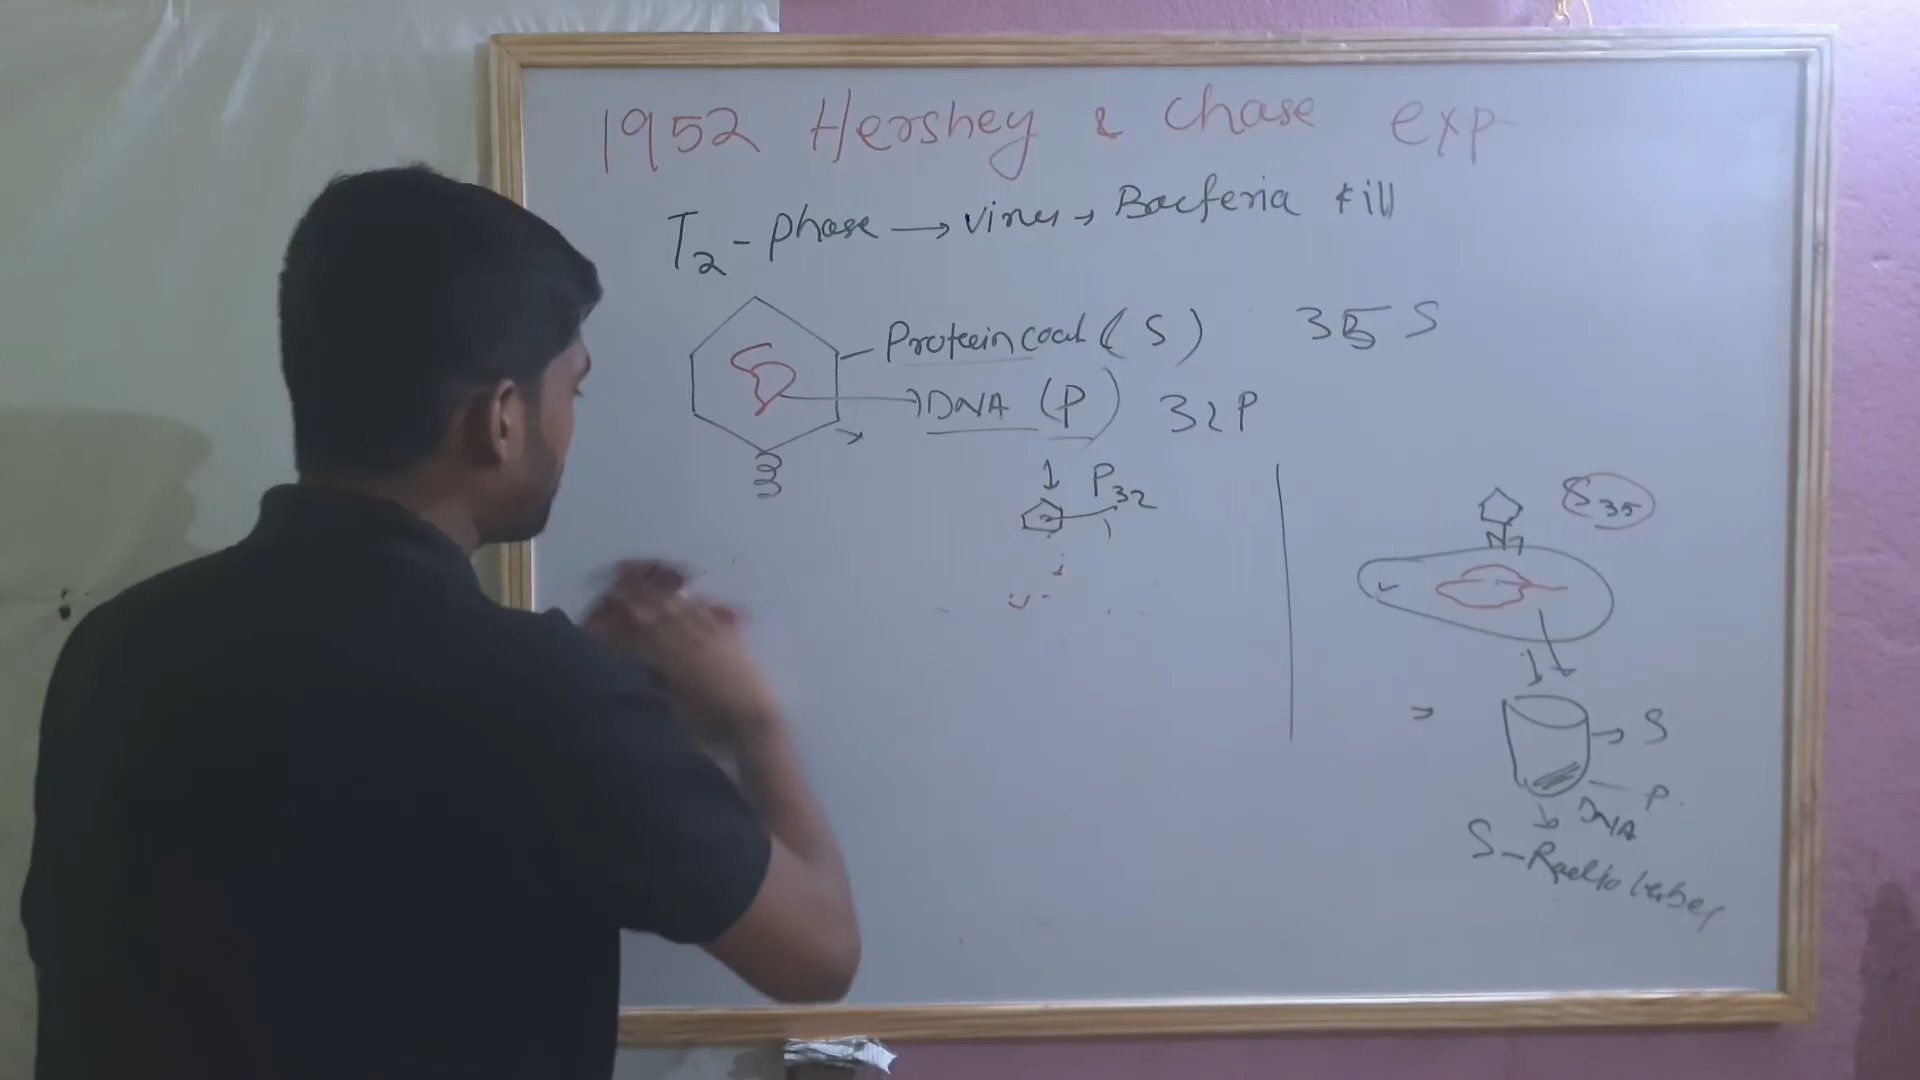 1952 Hershey & chase exp
T2 - phase → virus → Bacteria kill
Protein coat (S) 35 S
DNA (P) 32 P
P32
S35
S
P
DNA
S - Radio label